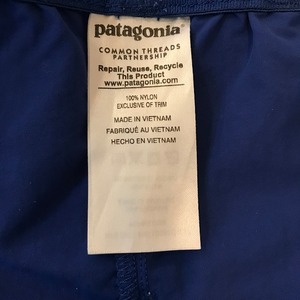 patagonia®
COMMON THREADS
PARTNERSHIP
Repair, Reuse, Recycle
This Product
www.patagonia.com
100% NYLON
EXCLUSIVE OF TRIM
MADE IN VIETNAM
FABRIQUÉ AU VIETNAM
HECHO EN VIETNAM